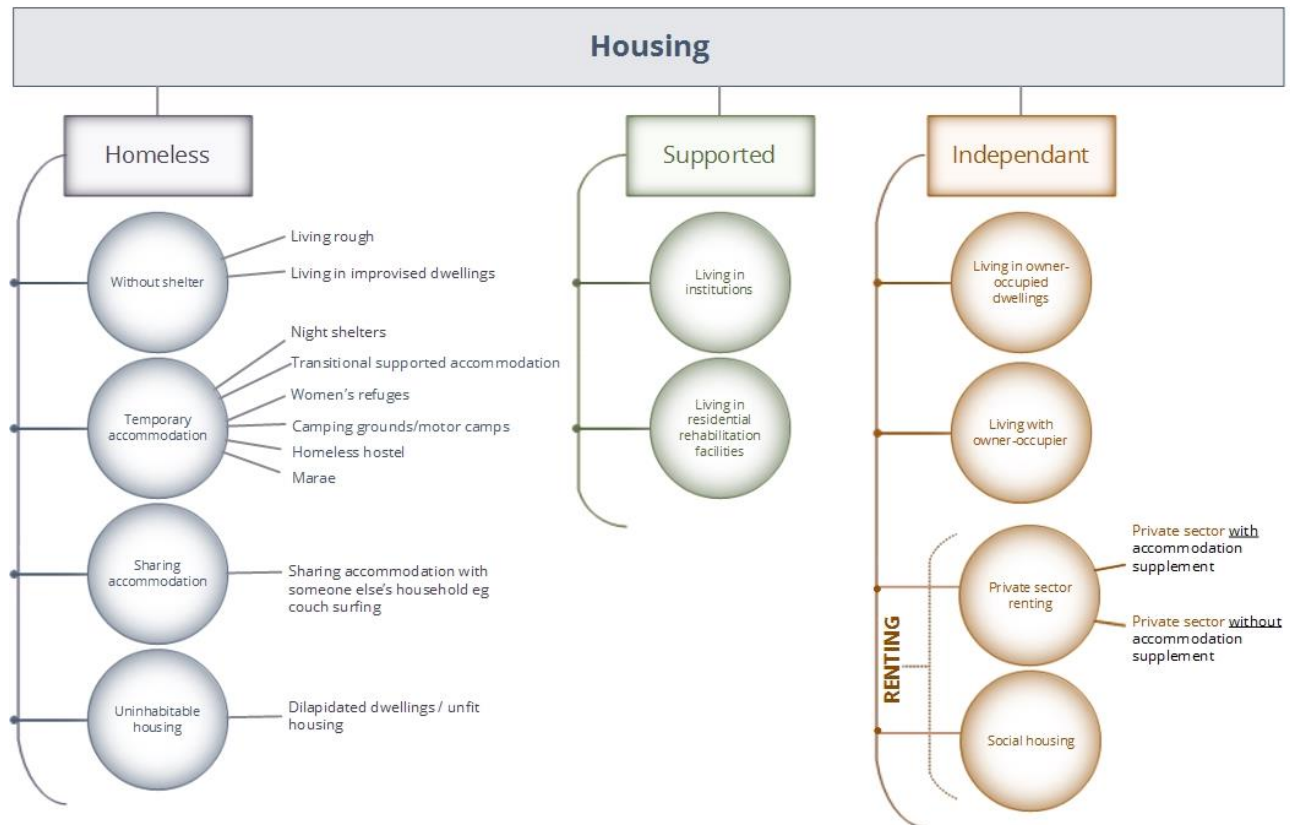 Housing
Homeless
Without shelter
Living rough
Living in improvised dwellings
Temporary
accommodation
Night shelters
Transitional supported accommodation
Women's refuges
Camping grounds/motor camps
Homeless hostel
Marae
Sharing
accommodation
Sharing accommodation with
someone else's household eg
couch surfing
Uninhabitable
housing
Dilapidated dwellings / unfit
housing
Supported
Living in
institutions
Living in
residential
rehabilitation
facilities
Independant
Living in owner-
occupied
dwellings
Living with
owner-occupier
RENTING
Private sector
renting
Private sector with
accommodation
supplement
Private sector without
accommodation
supplement
Social housing